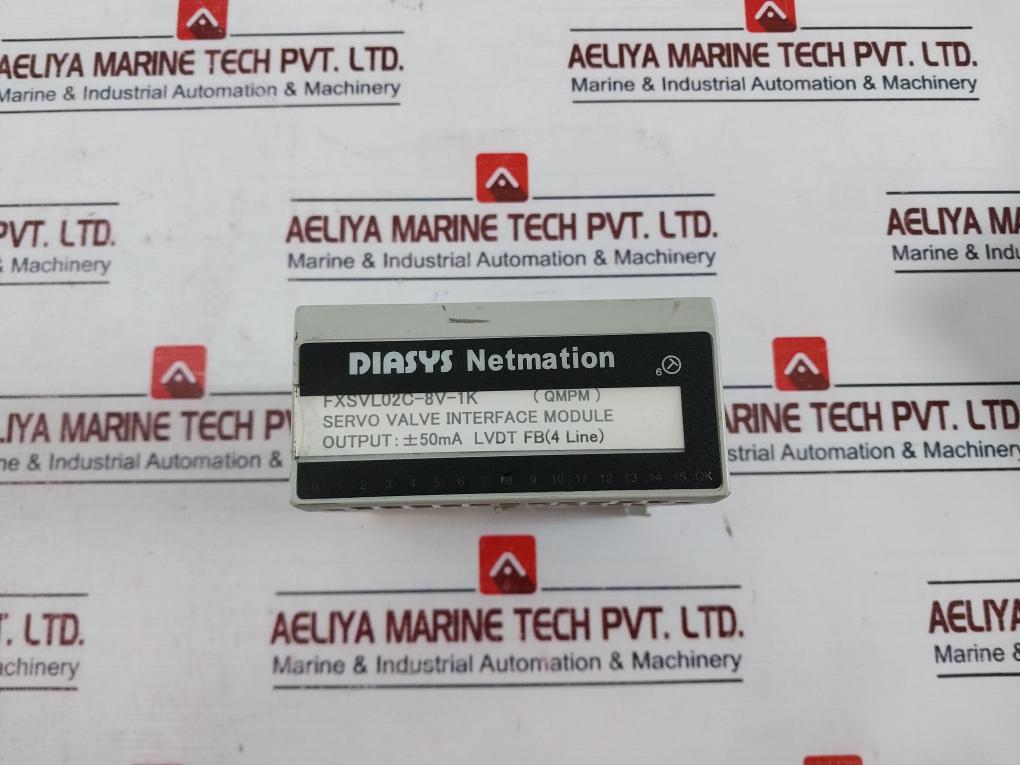 AELIYA MARINE TECH PVT. LTD.
Marine & Industrial Automation & Machinery
AELIYA MARINE TECH PVT. LTD.
Marine & Industrial Automation & Machinery
PVT. LTD.
& Machinery
AELIYA MARINE TECH PVT. LTD.
Marine & Industrial Automation & Machinery
AELIYA MA
Marine & Indu
DIASYS Netmation
6
FXSVL02C-8V-1K (QMPM)
SERVO VALVE INTERFACE MODULE
OUTPUT:±50mA LVDT FB(4 Line)
0 1 2 3 4 5 6 7 8 9 10 11 12 13 14 15 OK
LIYA MARINE TECH P
ne & Industrial Automation &
RINE TECH PVT. LTD.
strial Automation & Machinery
T. LTD.
achinery
AELIYA MARINE TECH PVT. LTD.
Marine & Industrial Automation & Machinery
AELIYA
Marine &